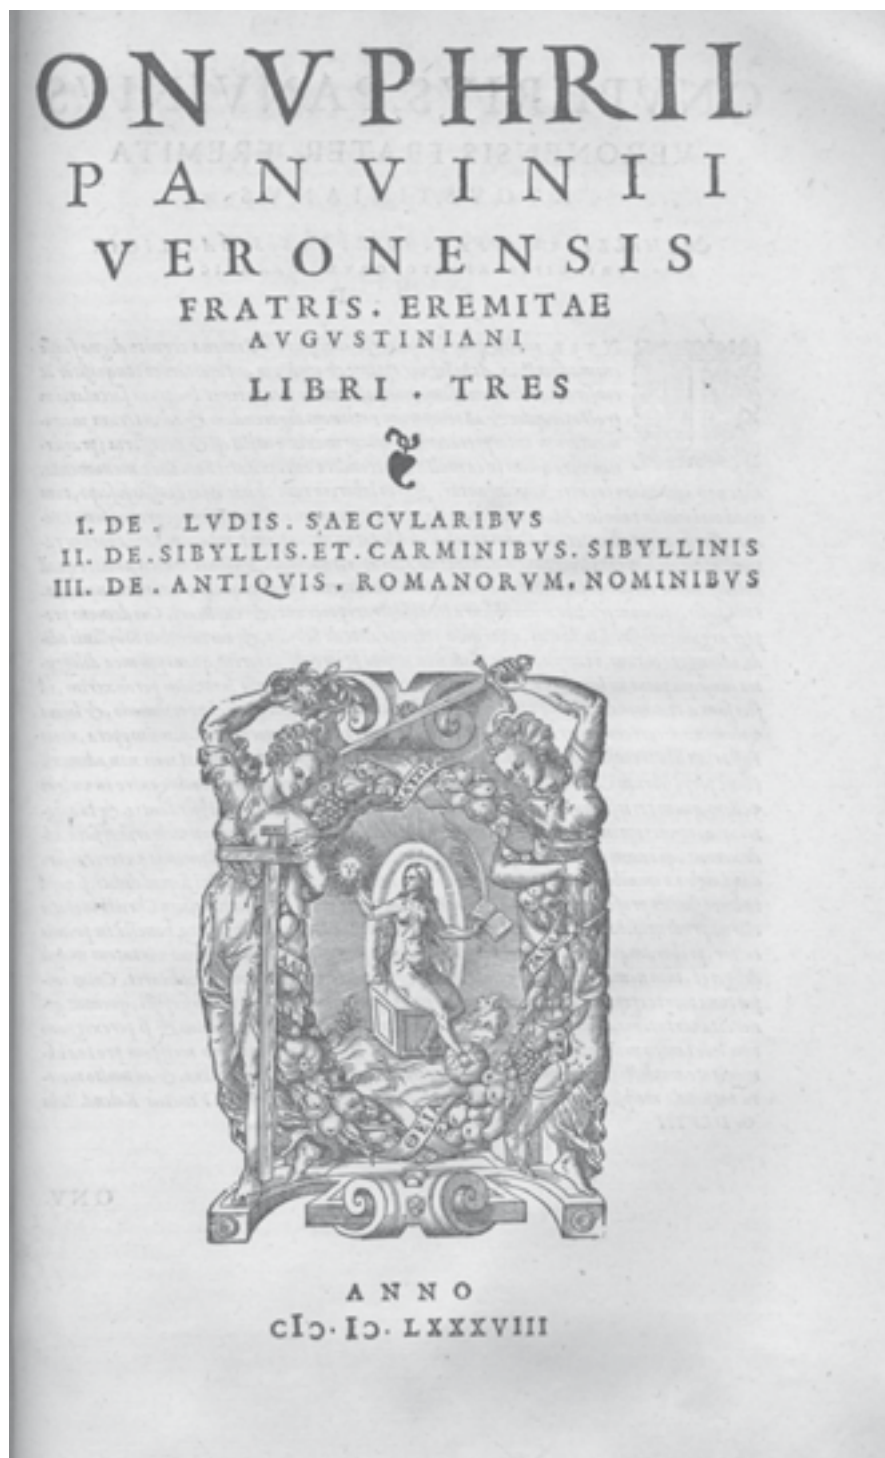 ONVPHRII
PANVINII
VERONENSIS
FRATRIS . EREMITAE
AVGVSTINIANI
LIBRI . TRES
I. DE . LVDIS . SAECVLARIBVS
II. DE . SIBYLLIS . ET . CARMINIBVS . SIBYLLINIS
III. DE . ANTIQVIS . ROMANORVM . NOMINIBVS
ANNO
CIↃ . IↃ . LXXXVIII